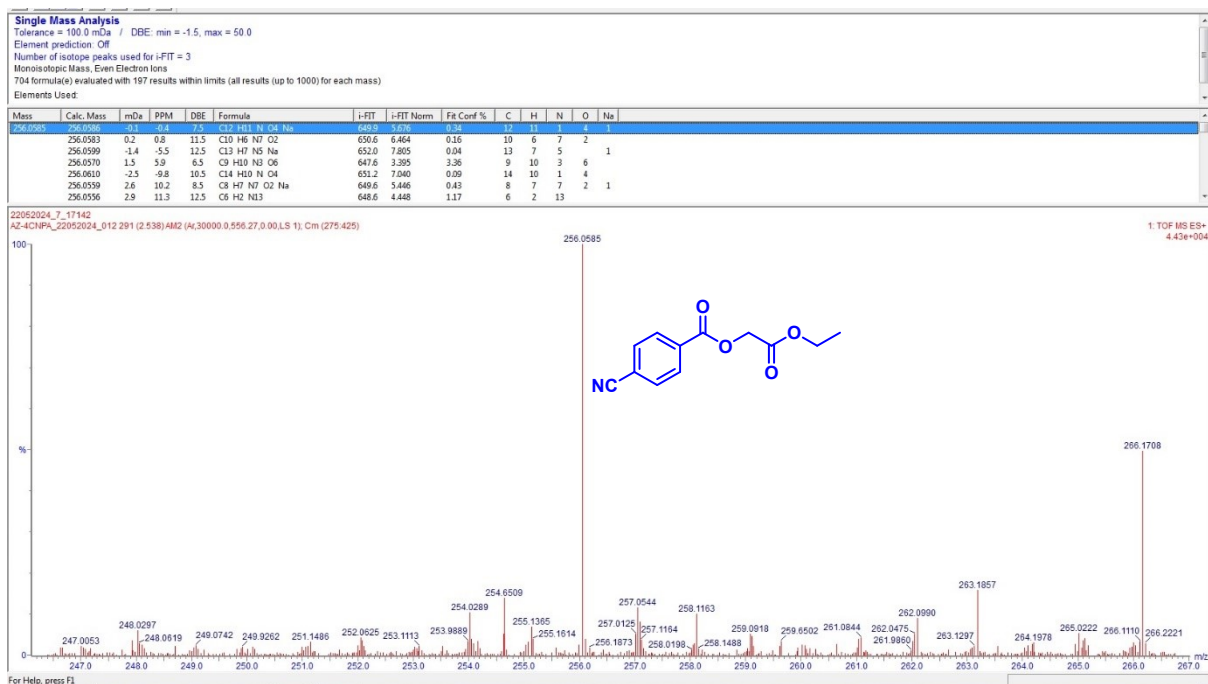 Single Mass Analysis
Tolerance = 100.0 mDa / DBE: min = -1.5, max = 50.0
Element prediction: Off
Number of isotope peaks used for i-FIT = 3
Monoisotopic Mass, Even Electron Ions
704 formula(e) evaluated with 197 results within limits (all results (up to 1000) for each mass)
Elements Used:
Mass Calc. Mass mDa PPM DBE Formula i-FIT i-FIT Norm Fit Conf % C H N O Na
256.0585 256.0586 -0.1 -0.4 7.5 C12 H11 N O4 Na 649.9 5.676 0.34 12 11 1 4 1
256.0583 0.2 0.8 11.5 C10 H6 N7 O2 650.6 6.464 0.16 10 6 7 2
256.0599 -1.4 -5.5 12.5 C13 H7 N5 Na 652.0 7.805 0.04 13 7 5 1
256.0570 1.5 5.9 6.5 C9 H10 N3 O6 647.6 3.395 3.36 9 10 3 6
256.0610 -2.5 -9.8 10.5 C14 H10 N O4 651.2 7.040 0.09 14 10 1 4
256.0559 2.6 10.2 8.5 C8 H7 N7 O2 Na 649.6 5.446 0.43 8 7 7 2 1
256.0556 2.9 11.3 12.5 C6 H2 N13 648.6 4.448 1.17 6 2 13
22052024_7_17142
AZ-4CNPA_22052024_012 291 (2.538) AM2 (Ar,30000.0,556.27,0.00,LS 1); Cm (275:425)
1: TOF MS ES+
4.43e+004
100
256.0585
O
O
O
O
NC
%
266.1708
263.1857
254.6509
257.0544
258.1163
254.0289
262.0990
248.0297
255.1365
265.0222
252.0625
259.0918
247.0053
248.0619
249.0742
249.9262
251.1486
253.1113
253.9889
255.1614
256.1873
257.0125
257.1164
258.0198
258.1488
259.6502
261.0844
261.9860
262.0475
263.1297
264.1978
266.1110
266.2221
0
247.0 248.0 249.0 250.0 251.0 252.0 253.0 254.0 255.0 256.0 257.0 258.0 259.0 260.0 261.0 262.0 263.0 264.0 265.0 266.0 267.0
m/z
For Help, press F1